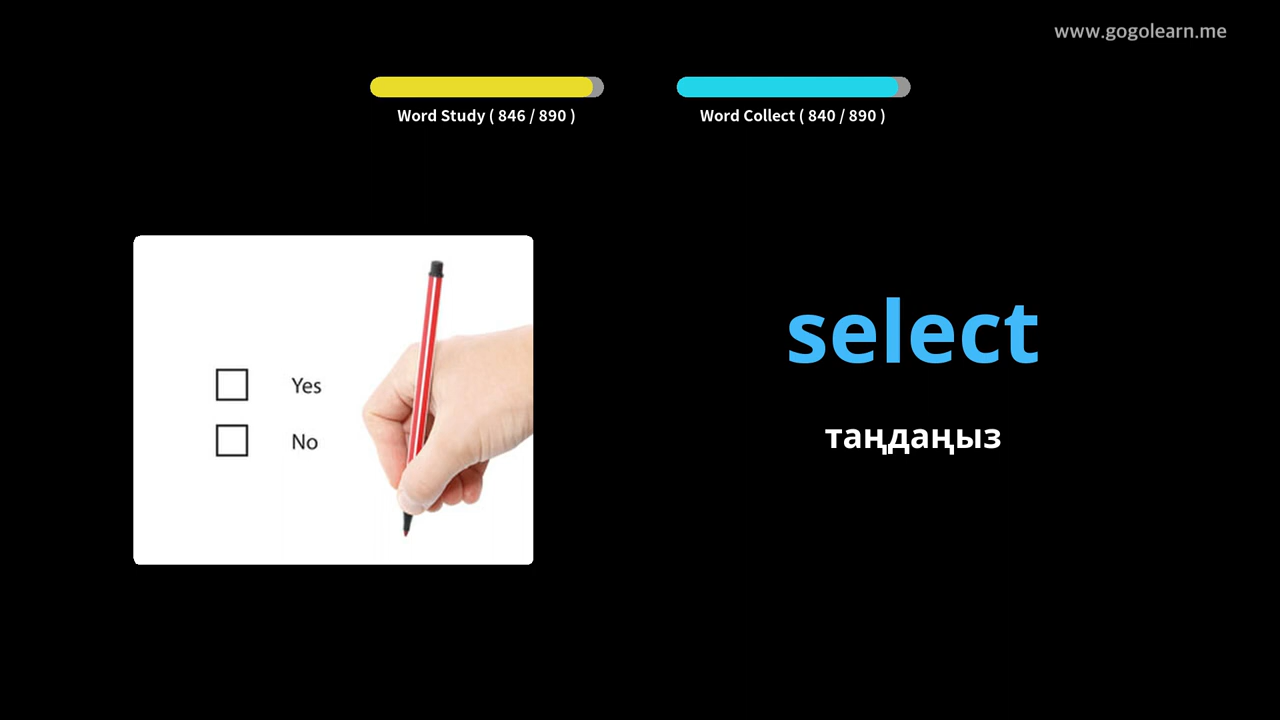 www.gogolearn.me
Word Study ( 846 / 890 )
Word Collect ( 840 / 890 )
Yes
No
select
таңдаңыз